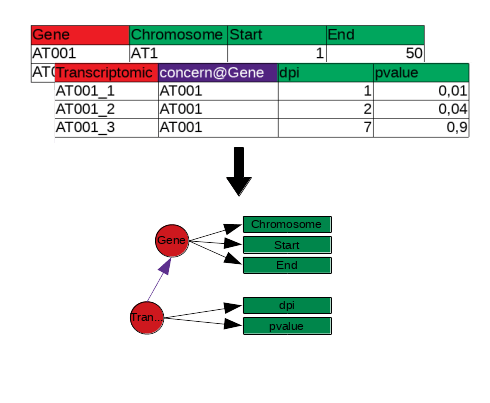 Gene Chromosome Start End
AT001 AT1 1 50
Transcriptomic concern@Gene dpi pvalue
AT001_1 AT001 1 0,01
AT001_2 AT001 2 0,04
AT001_3 AT001 7 0,9
Chromosome
Gene
Start
End
dpi
Tran...
pvalue